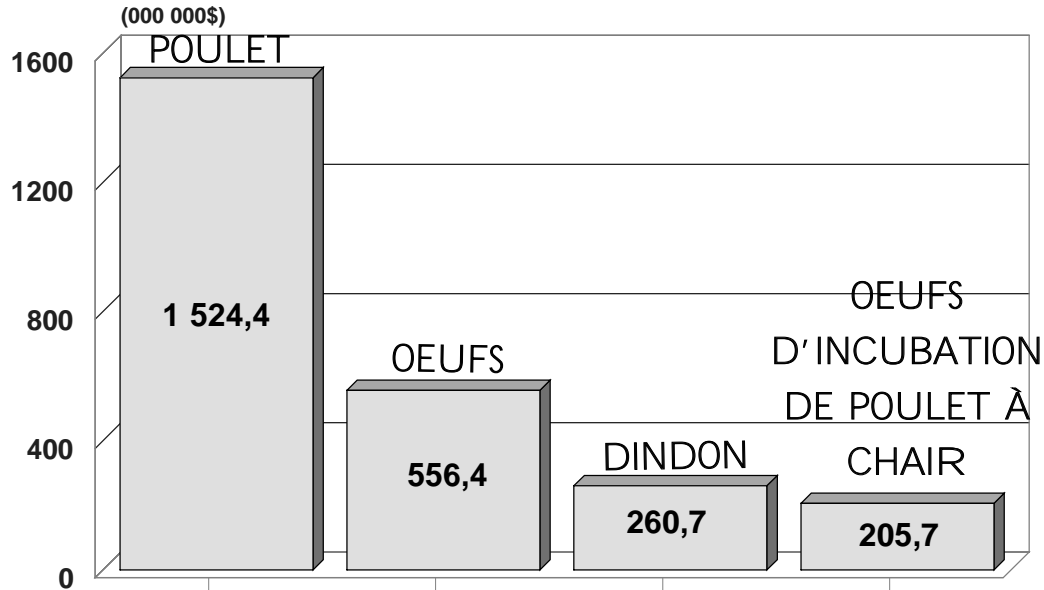 (000 000$)
POULET
1600
1200
800
400
0
1 524,4
OEUFS
556,4
DINDON
260,7
OEUFS
D'INCUBATION
DE POULET À
CHAIR
205,7